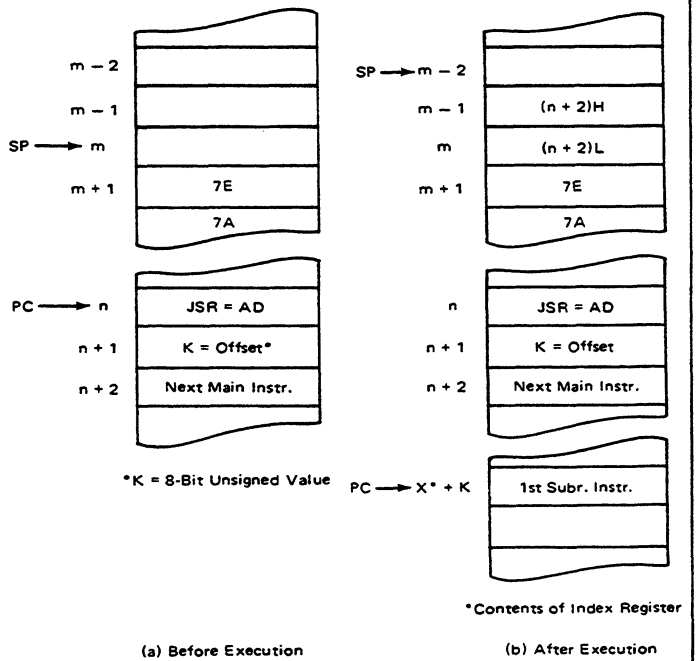 m – 2
m – 1
SP m
m + 1 7E
7A
PC n JSR = AD
n + 1 K = Offset*
n + 2 Next Main Instr.
*K = 8-Bit Unsigned Value
(a) Before Execution
SP m – 2
m – 1 (n + 2)H
m (n + 2)L
m + 1 7E
7A
n JSR = AD
n + 1 K = Offset
n + 2 Next Main Instr.
PC X* + K 1st Subr. Instr.
*Contents of Index Register
(b) After Execution